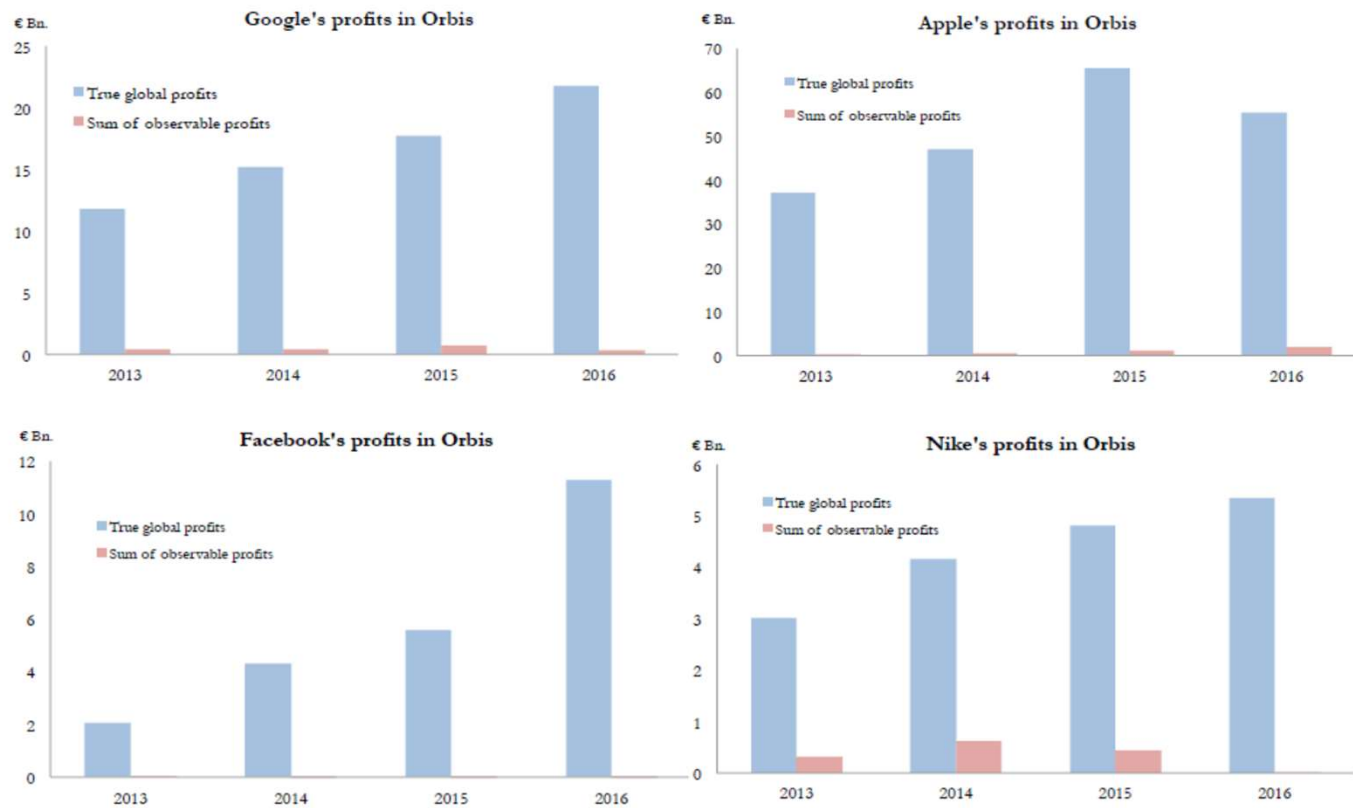 Google's profits in Orbis
€ Bn.
25
20
15
10
5
0
True global profits
Sum of observable profits
2013 2014 2015 2016
Apple's profits in Orbis
€ Bn.
70
60
50
40
30
20
10
0
True global profits
Sum of observable profits
2013 2014 2015 2016
Facebook's profits in Orbis
€ Bn.
12
10
8
6
4
2
0
True global profits
Sum of observable profits
2013 2014 2015 2016
Nike's profits in Orbis
€ Bn.
6
5
4
3
2
1
0
True global profits
Sum of observable profits
2013 2014 2015 2016